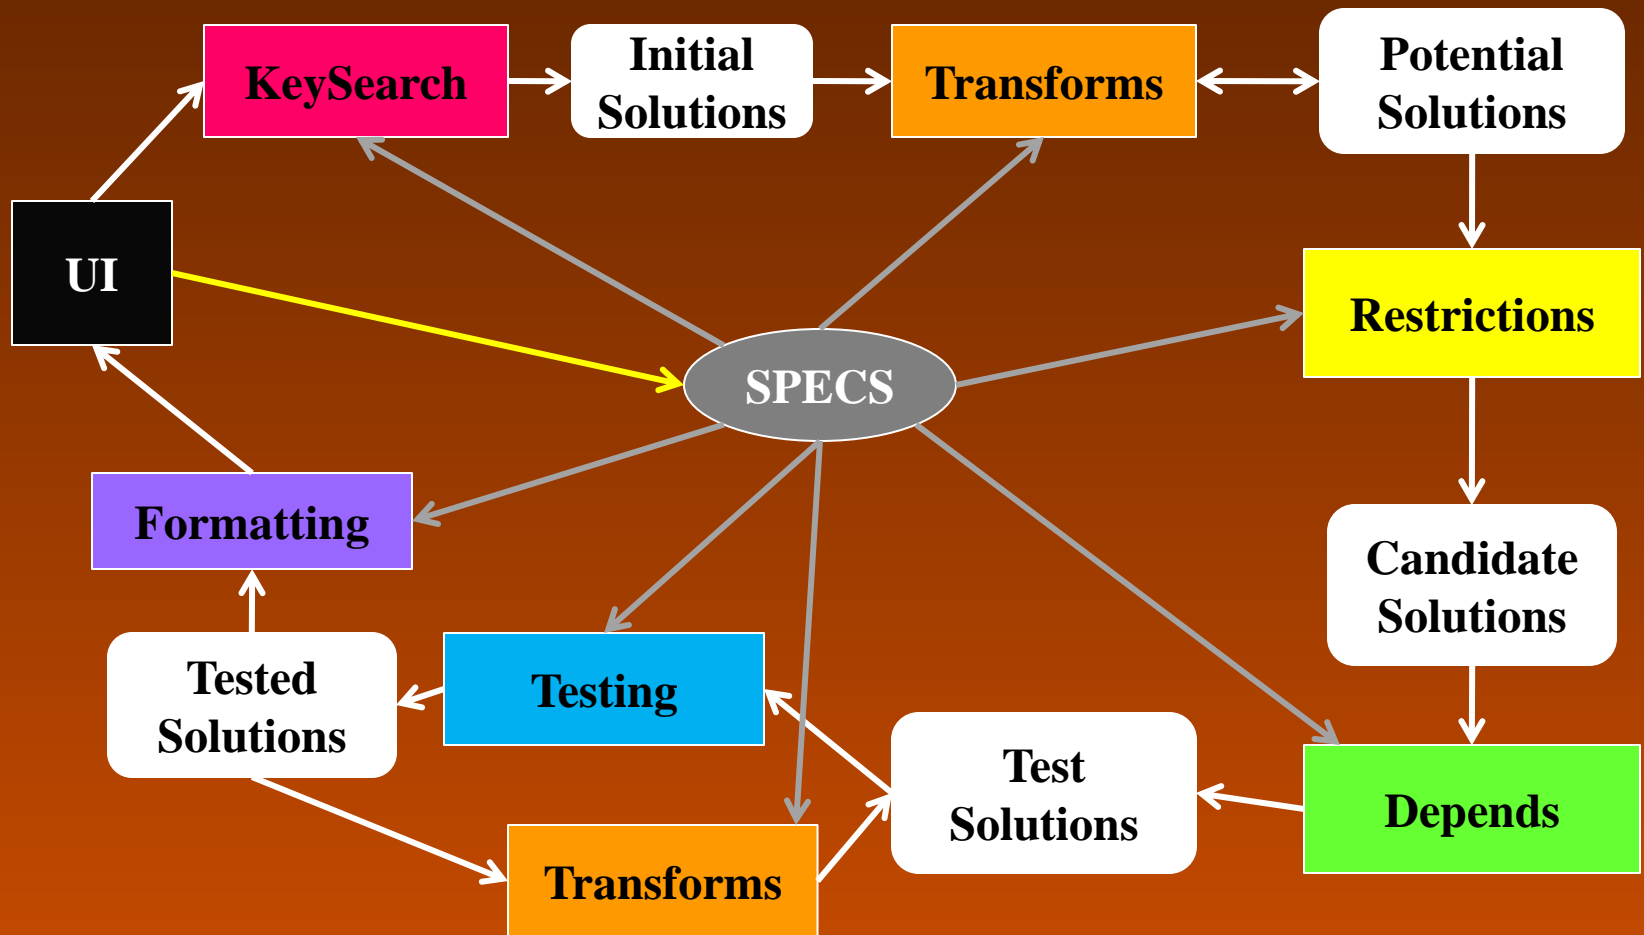 KeySearch
Initial
Solutions
Transforms
Potential
Solutions
UI
Restrictions
SPECS
Formatting
Candidate
Solutions
Tested
Solutions
Testing
Test
Solutions
Depends
Transforms